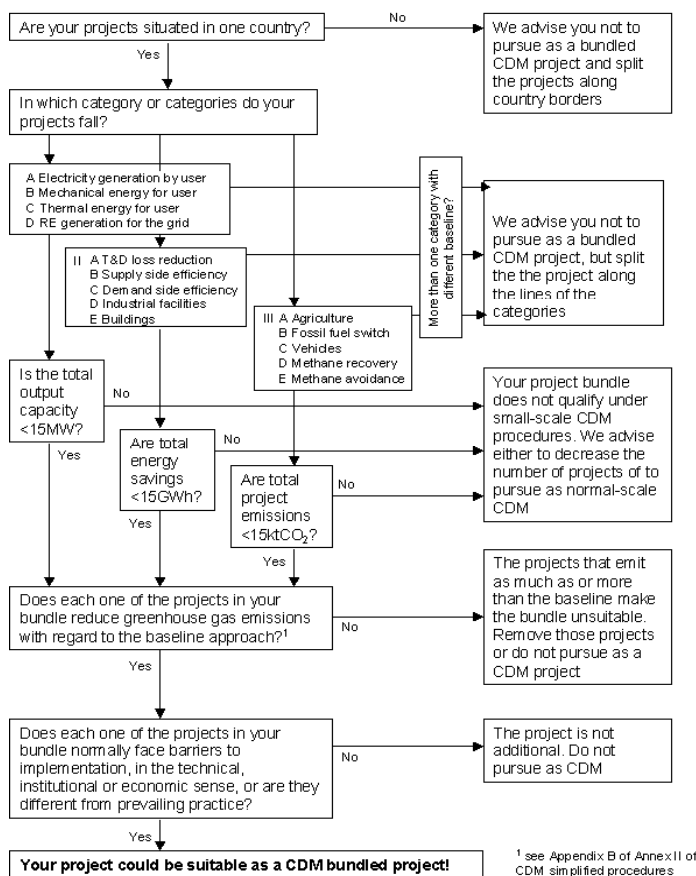 Are your projects situated in one country?
No
We advise you not to
pursue as a bundled
CDM project and split
the projects along
country borders
Yes
In which category or categories do your
projects fall?
A Electricity generation by user
B Mechanical energy for user
C Thermal energy for user
D RE generation for the grid
More than one category with
different baseline?
We advise you not to
pursue as a bundled
CDM project, but split
the the project along
the lines of the
categories
II A T&D loss reduction
B Supply side efficiency
C Demand side efficiency
D Industrial facilities
E Buildings
III A Agriculture
B Fossil fuel switch
C Vehicles
D Methane recovery
E Methane avoidance
Is the total
output
capacity
<15MW?
No
Yes
Your project bundle
does not qualify under
small-scale CDM
procedures. We advise
either to decrease the
number of projects of to
pursue as normal-scale
CDM
Are total
energy
savings
<15GWh?
No
Yes
Are total
project
emissions
<15ktCO₂?
No
Yes
Does each one of the projects in your
bundle reduce greenhouse gas emissions
with regard to the baseline approach?¹
No
The projects that emit
as much as or more
than the baseline make
the bundle unsuitable.
Remove those projects
or do not pursue as a
CDM project
Yes
Does each one of the projects in your
bundle normally face barriers to
implementation, in the technical,
institutional or economic sense, or are they
different from prevailing practice?
No
The project is not
additional. Do not
pursue as CDM
Yes
Your project could be suitable as a CDM bundled project!
¹ see Appendix B of Annex II of
CDM simplified procedures